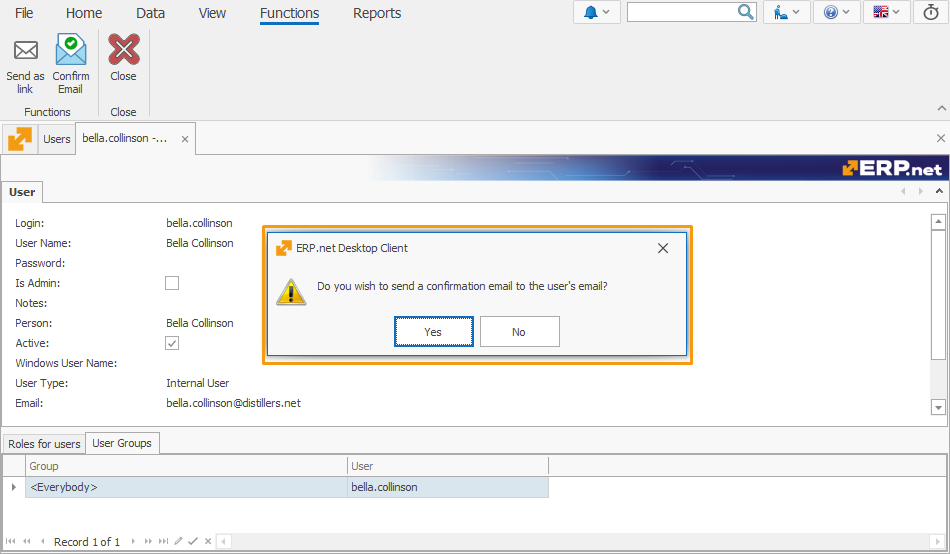 File Home Data View Functions Reports
Send as link
Confirm Email
Close
Functions
Close
Users
bella.collinson -...
ERP.net
User
Login: bella.collinson
User Name: Bella Collinson
Password:
Is Admin:
Notes:
Person: Bella Collinson
Active:
Windows User Name:
User Type: Internal User
Email: bella.collinson@distillers.net
ERP.net Desktop Client
Do you wish to send a confirmation email to the user's email?
Yes No
Roles for users User Groups
Group User
<Everybody> bella.collinson
Record 1 of 1